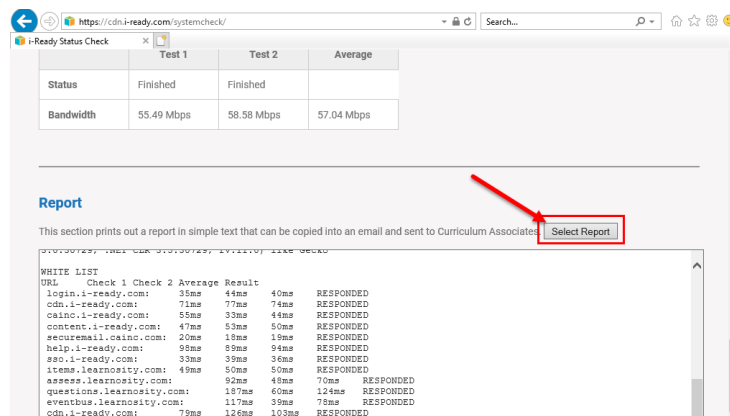 https://cdn.i-ready.com/systemcheck/
Search...
i-Ready Status Check
Test 1 Test 2 Average
Status Finished Finished
Bandwidth 55.49 Mbps 58.58 Mbps 57.04 Mbps
Report
This section prints out a report in simple text that can be copied into an email and sent to Curriculum Associates. Select Report
WHITE LIST
URL Check 1 Check 2 Average Result
login.i-ready.com: 35ms 44ms 40ms RESPONDED
cdn.i-ready.com: 71ms 77ms 74ms RESPONDED
cainc.i-ready.com: 55ms 33ms 44ms RESPONDED
content.i-ready.com: 47ms 53ms 50ms RESPONDED
securemail.cainc.com: 20ms 18ms 19ms RESPONDED
help.i-ready.com: 98ms 89ms 94ms RESPONDED
sso.i-ready.com: 33ms 39ms 36ms RESPONDED
items.learnosity.com: 49ms 50ms 50ms RESPONDED
assess.learnosity.com: 92ms 48ms 70ms RESPONDED
questions.learnosity.com: 187ms 60ms 124ms RESPONDED
eventbus.learnosity.com: 117ms 39ms 78ms RESPONDED
cdn.i-ready.com: 79ms 126ms 103ms RESPONDED